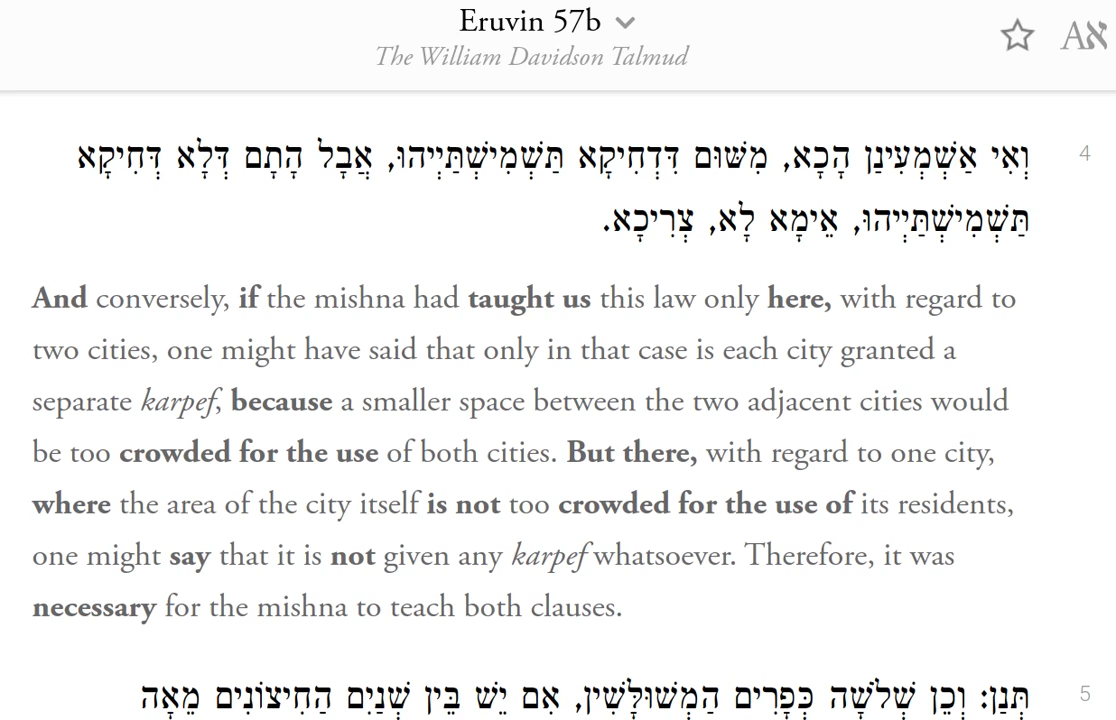 Eruvin 57b
The William Davidson Talmud
Aא
וְאִי אַשְׁמְעִינַן הָכָא, מִשּׁוּם דִּדְחִיקָא תַּשְׁמִישְׁתַּיְיהוּ, אֲבָל הָתָם דְּלָא דְּחִיקָא
4
תַּשְׁמִישְׁתַּיְיהוּ, אֵימָא לָא, צְרִיכָא.
And conversely, if the mishna had taught us this law only here, with regard to
two cities, one might have said that only in that case is each city granted a
separate karpef, because a smaller space between the two adjacent cities would
be too crowded for the use of both cities. But there, with regard to one city,
where the area of the city itself is not too crowded for the use of its residents,
one might say that it is not given any karpef whatsoever. Therefore, it was
necessary for the mishna to teach both clauses.
תְּנַן: וְכֵן שְׁלֹשָׁה כְּפָרִים הַמְשׁוּלָּשִׁין, אִם יֵשׁ בֵּין שְׁנַיִם הַחִיצוֹנִים מֵאָה
5